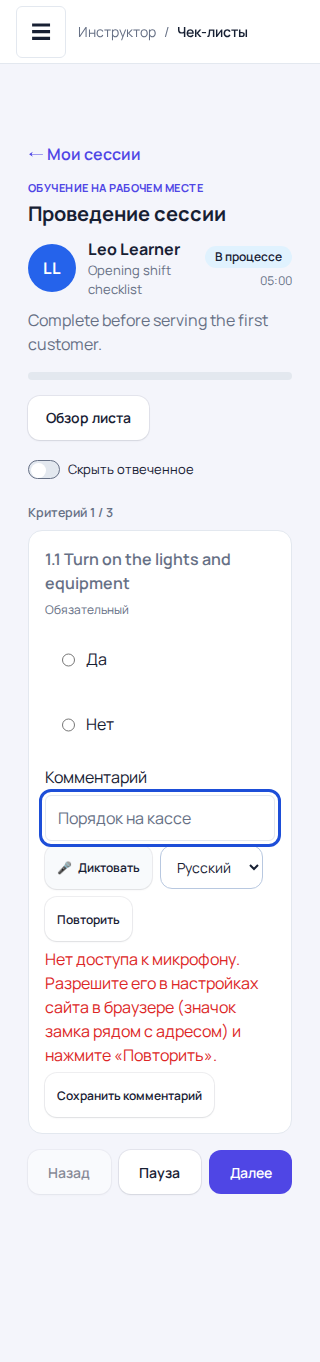 Инструктор / Чек-листы
← Мои сессии
ОБУЧЕНИЕ НА РАБОЧЕМ МЕСТЕ
Проведение сессии
LL
Leo Learner
Opening shift
checklist
В процессе
05:00
Complete before serving the first
customer.
Обзор листа
Скрыть отвеченное
Критерий 1 / 3
1.1 Turn on the lights and
equipment
Обязательный
Да
Нет
Комментарий
Порядок на кассе
🎤 Диктовать
Русский
Повторить
Нет доступа к микрофону.
Разрешите его в настройках
сайта в браузере (значок
замка рядом с адресом) и
нажмите «Повторить».
Сохранить комментарий
Назад
Пауза
Далее